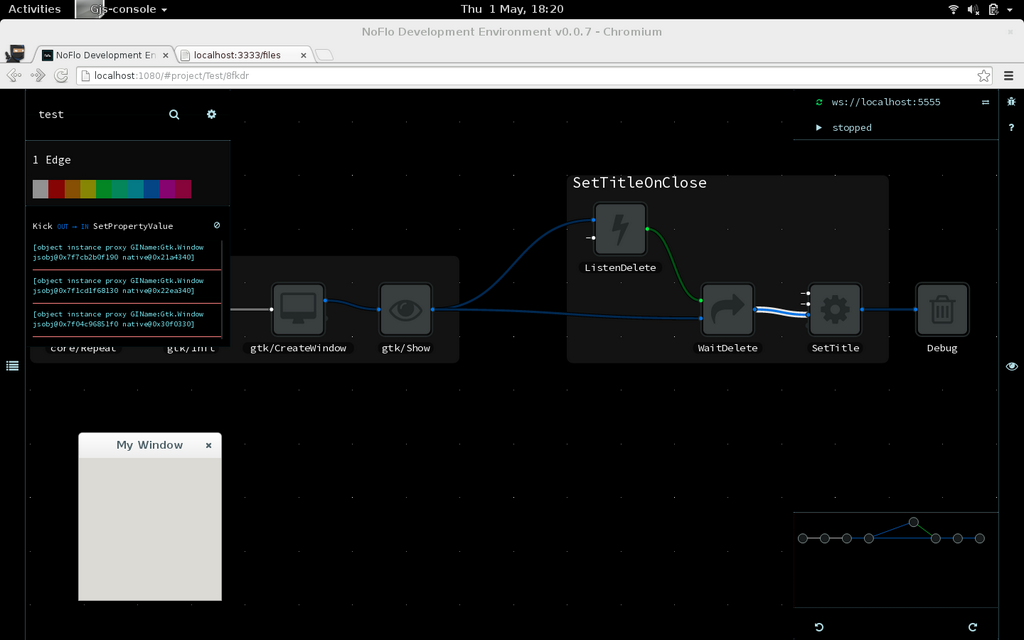 Activities
Gjs-console
Thu 1 May, 18:20
NoFlo Development Environment v0.0.7 - Chromium
NoFlo Development En
localhost:3333/files
localhost:1080/#project/Test/8fkdr
test
ws://localhost:5555
stopped
?
1 Edge
SetTitleOnClose
Kick OUT → IN SetPropertyValue
[object instance proxy GIName:Gtk.Window
jsobj@0x7f7cb2b0f190 native@0x21a4340]
[object instance proxy GIName:Gtk.Window
jsobj@0x7f1cd1f68130 native@0x22ea340]
[object instance proxy GIName:Gtk.Window
jsobj@0x7f04c96851f0 native@0x30f0330]
ListenDelete
core/Repeat
gtk/CreateWindow
gtk/Show
WaitDelete
SetTitle
Debug
My Window